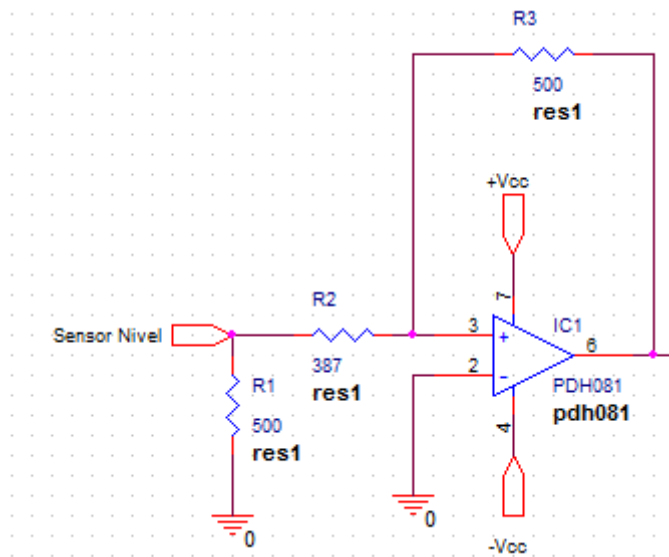 R3
500
res1
+Vcc
7
R2
Sensor Nivel
3
+
IC1
6
387
res1
2
-
R1
500
res1
PDH081
pdh081
4
0
0
-Vcc